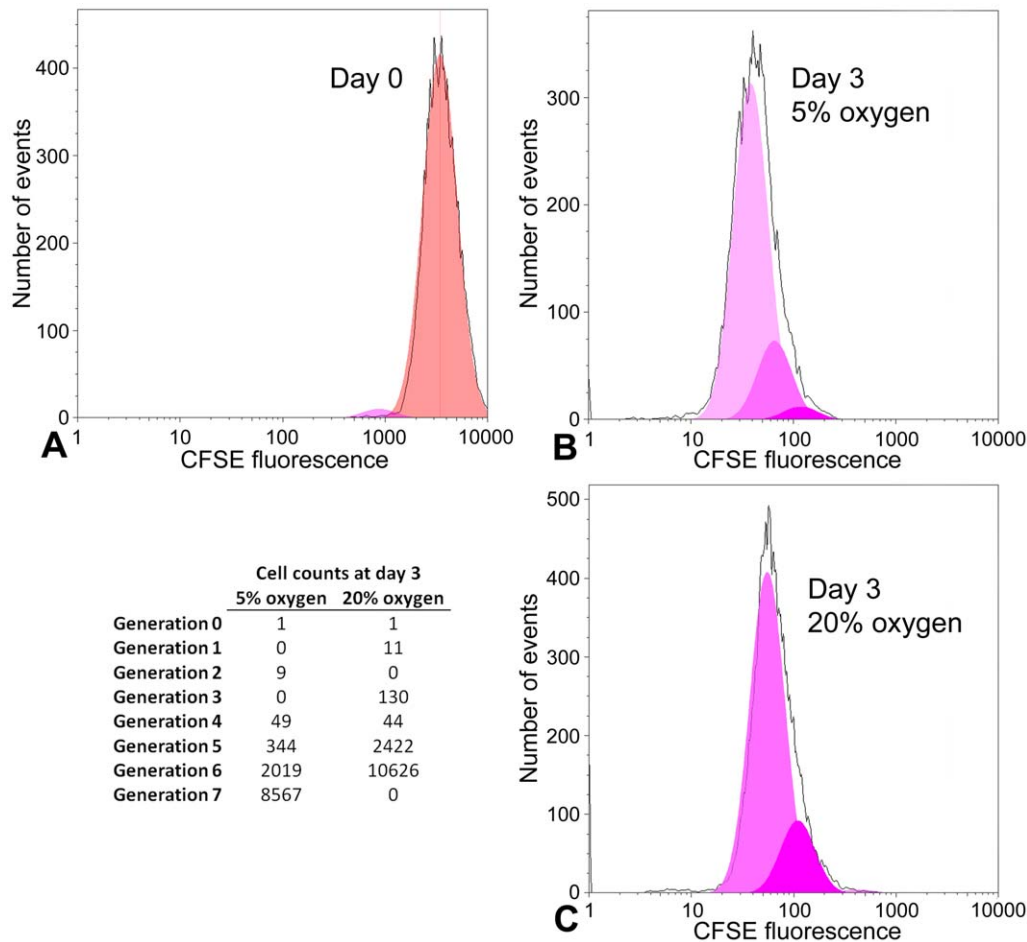 400
300
200
100
0
Number of events
Day 0
1
10
100
1000
10000
A
CFSE fluorescence
300
200
100
0
Number of events
Day 3
5% oxygen
1
10
100
1000
10000
B
CFSE fluorescence
Cell counts at day 3
5% oxygen 20% oxygen
Generation 0 1 1
Generation 1 0 11
Generation 2 9 0
Generation 3 0 130
Generation 4 49 44
Generation 5 344 2422
Generation 6 2019 10626
Generation 7 8567 0
500
400
300
200
100
0
Number of events
Day 3
20% oxygen
1
10
100
1000
10000
C
CFSE fluorescence